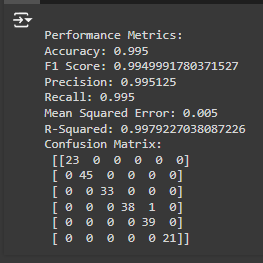 Performance Metrics:
Accuracy: 0.995
F1 Score: 0.9949991780371527
Precision: 0.995125
Recall: 0.995
Mean Squared Error: 0.005
R-Squared: 0.9979227038087226
Confusion Matrix:
[[23 0 0 0 0 0]
[ 0 45 0 0 0 0]
[ 0 0 33 0 0 0]
[ 0 0 0 38 1 0]
[ 0 0 0 0 39 0]
[ 0 0 0 0 0 21]]